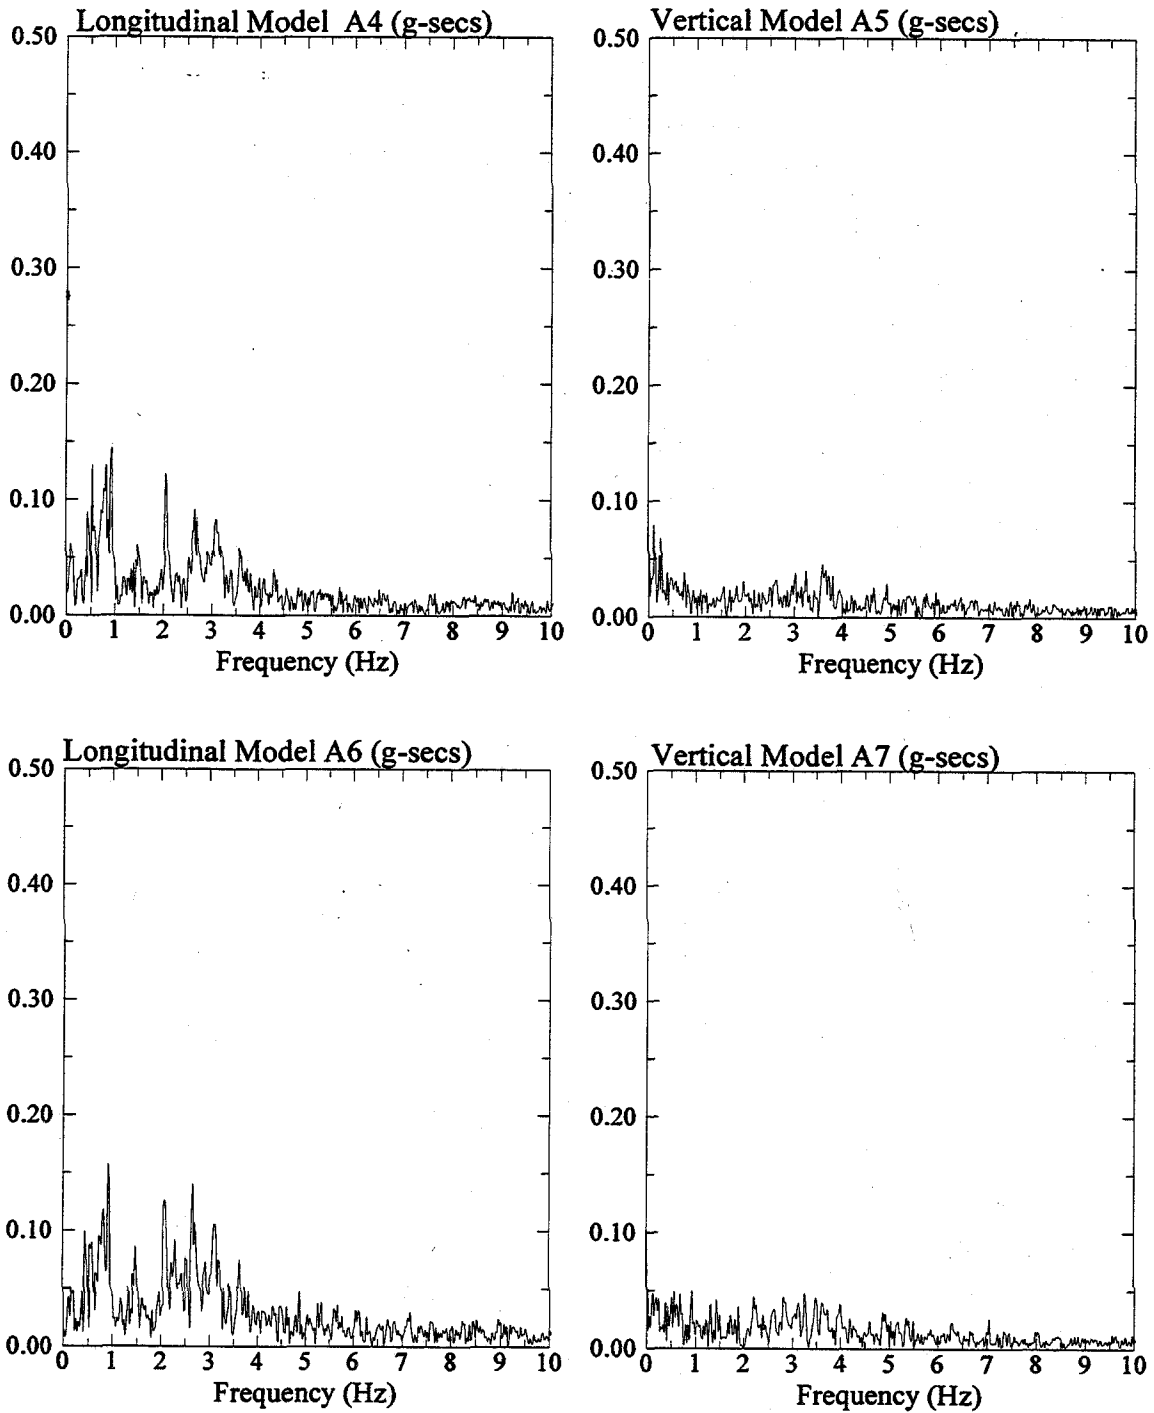 Longitudinal Model A4 (g-secs)
0.50
0.40
0.30
0.20
0.10
0.00
0 1 2 3 4 5 6 7 8 9 10
Frequency (Hz)
Vertical Model A5 (g-secs)
0.50
0.40
0.30
0.20
0.10
0.00
0 1 2 3 4 5 6 7 8 9 10
Frequency (Hz)
Longitudinal Model A6 (g-secs)
0.50
0.40
0.30
0.20
0.10
0.00
0 1 2 3 4 5 6 7 8 9 10
Frequency (Hz)
Vertical Model A7 (g-secs)
0.50
0.40
0.30
0.20
0.10
0.00
0 1 2 3 4 5 6 7 8 9 10
Frequency (Hz)